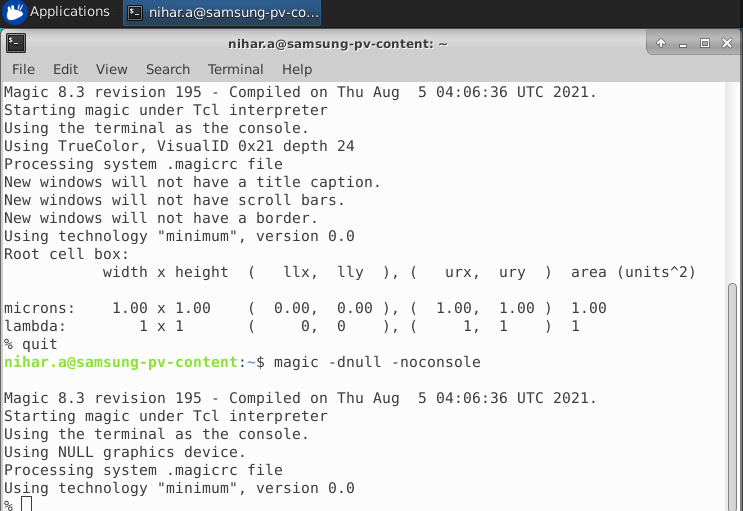 Applications nihar.a@samsung-pv-co...
nihar.a@samsung-pv-content: ~
File Edit View Search Terminal Help
Magic 8.3 revision 195 - Compiled on Thu Aug  5 04:06:36 UTC 2021.
Starting magic under Tcl interpreter
Using the terminal as the console.
Using TrueColor, VisualID 0x21 depth 24
Processing system .magicrc file
New windows will not have a title caption.
New windows will not have scroll bars.
New windows will not have a border.
Using technology "minimum", version 0.0
Root cell box:
           width x height  (   llx,  lly  ), (   urx,  ury  )  area (units^2)
microns:    1.00 x 1.00    (  0.00,  0.00 ), (  1.00,  1.00 )  1.00
lambda:        1 x 1       (     0,  0    ), (     1,  1    )  1
% quit
nihar.a@samsung-pv-content:~$ magic -dnull -noconsole
Magic 8.3 revision 195 - Compiled on Thu Aug  5 04:06:36 UTC 2021.
Starting magic under Tcl interpreter
Using the terminal as the console.
Using NULL graphics device.
Processing system .magicrc file
Using technology "minimum", version 0.0
%